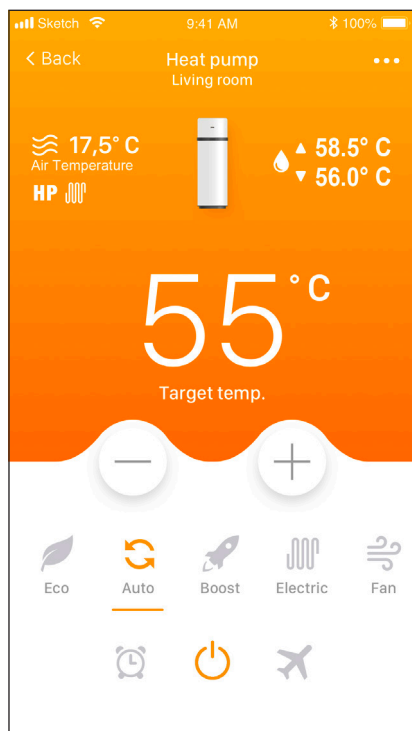 Sketch 9:41 AM 100%
< Back Heat pump •••
Living room
17,5° C
Air Temperature
HP
▲ 58.5° C
▼ 56.0° C
55° C
Target temp.
Eco Auto Boost Electric Fan